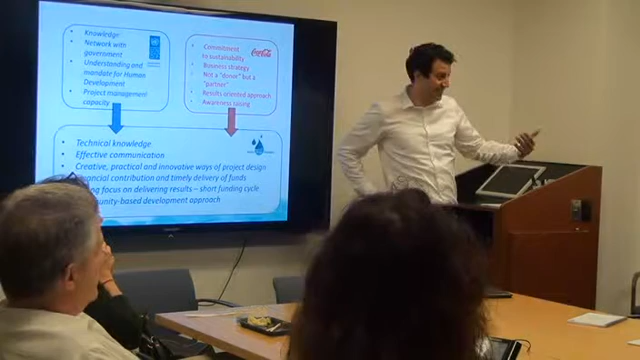 Knowledge
Network with
government
Understanding and
mandate for Human
Development
Project management
capacity
Coca-Cola
Commitment
to sustainability
Business strategy
Not a "donor" but a
"partner"
Results oriented approach
Awareness raising
Technical knowledge
Effective communication
Creative, practical and innovative ways of project design
Financial contribution and timely delivery of funds
focus on delivering results – short funding cycle
development approach